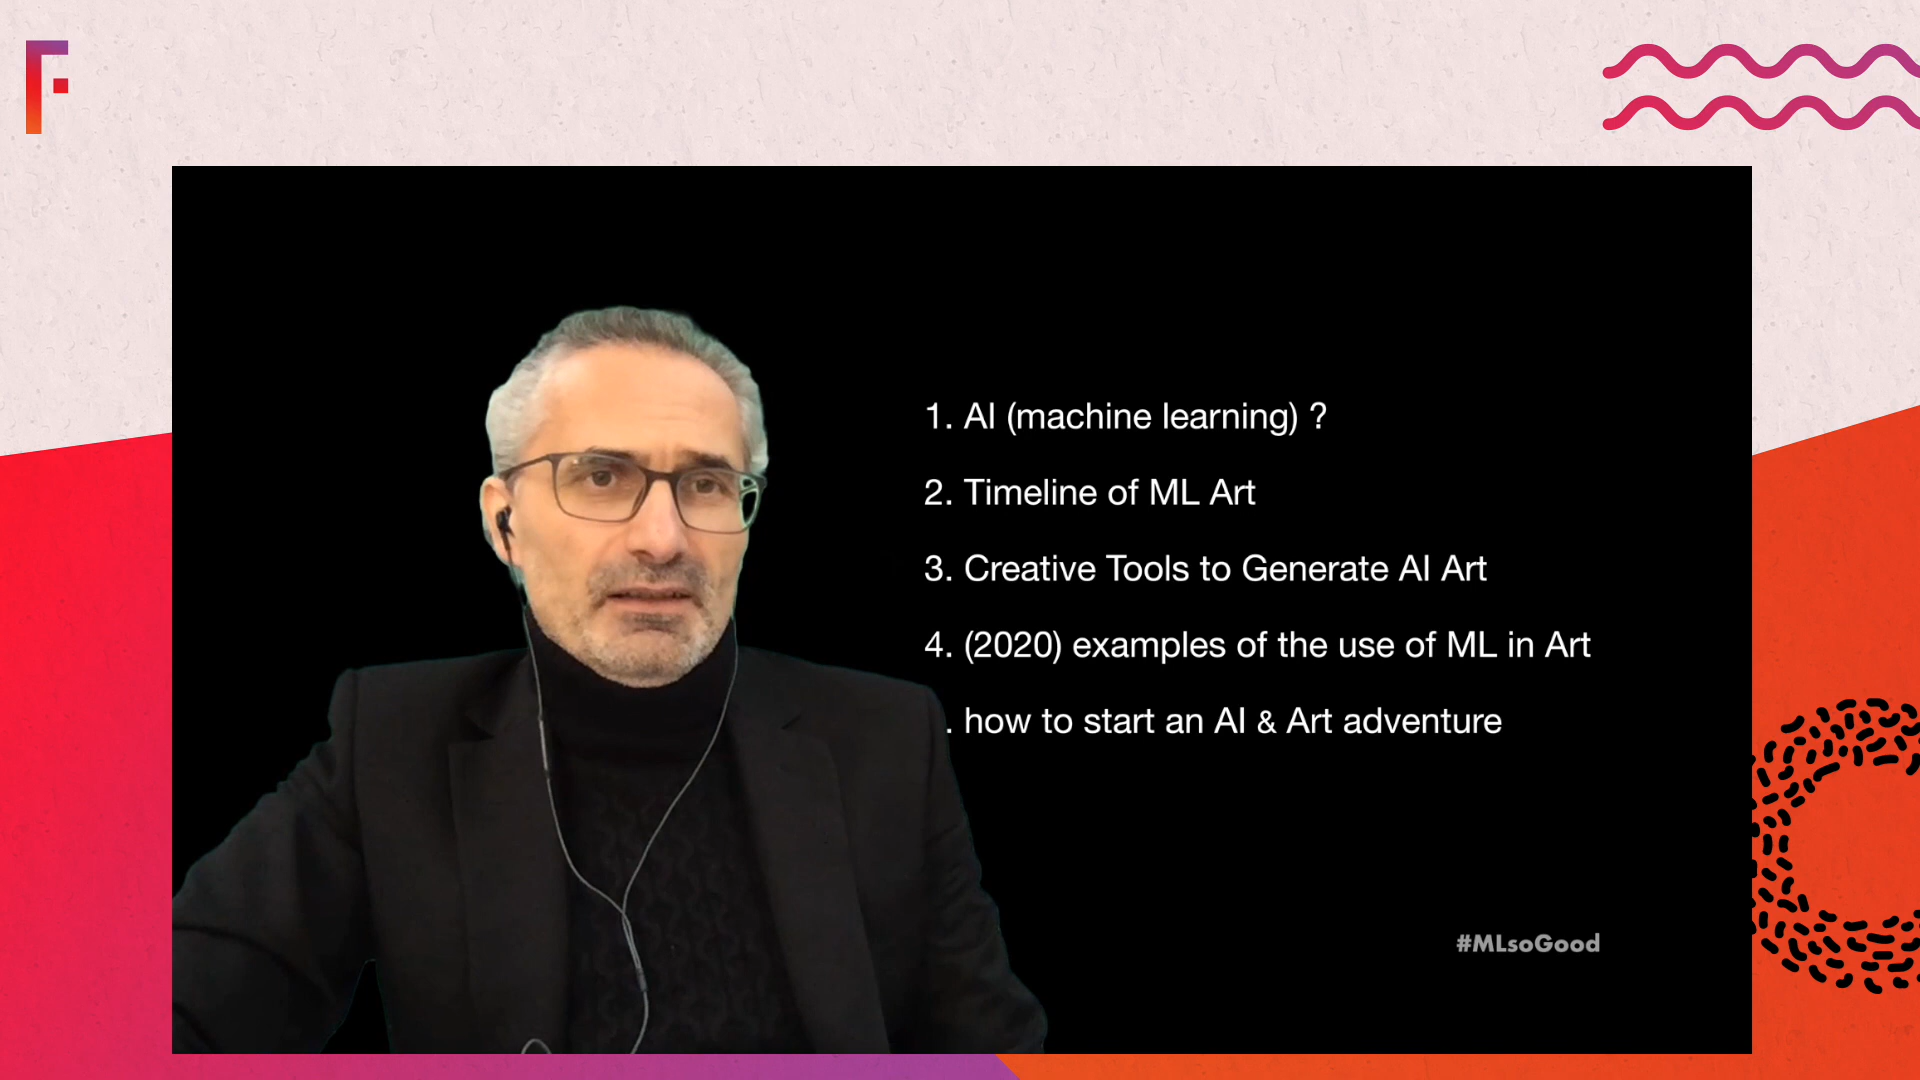 F
1. AI (machine learning) ?
2. Timeline of ML Art
3. Creative Tools to Generate AI Art
4. (2020) examples of the use of ML in Art
. how to start an AI & Art adventure
#MLsoGood